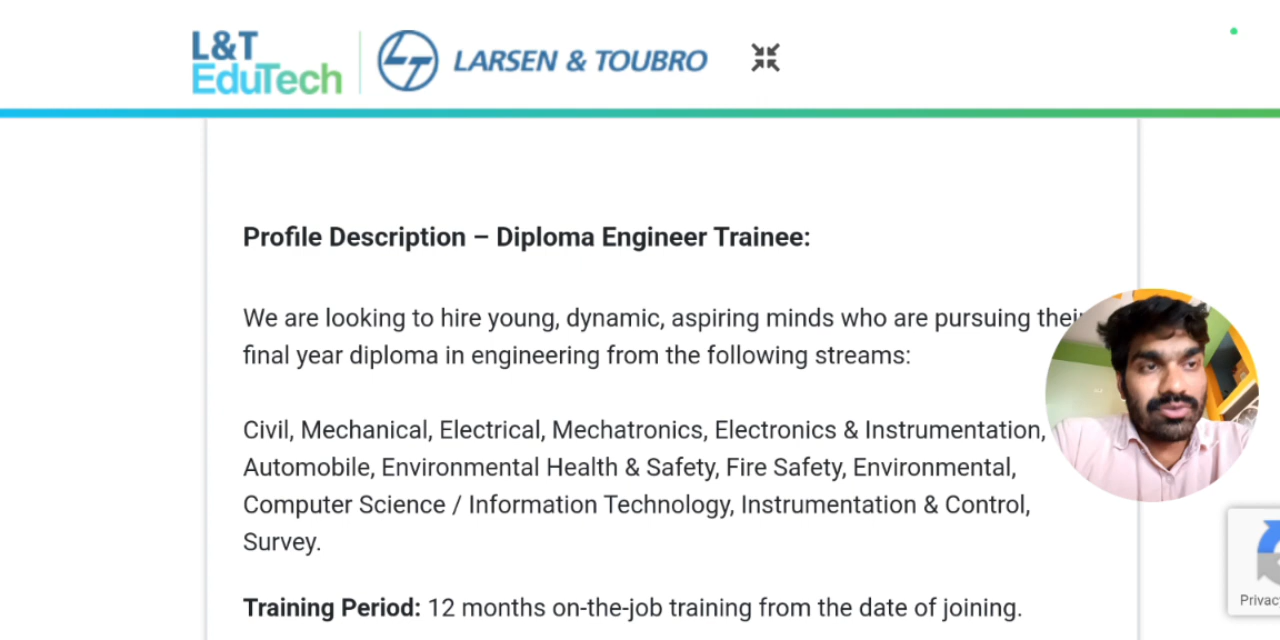 L&T
EduTech
LARSEN & TOUBRO
Profile Description – Diploma Engineer Trainee:
We are looking to hire young, dynamic, aspiring minds who are pursuing their
final year diploma in engineering from the following streams:
Civil, Mechanical, Electrical, Mechatronics, Electronics & Instrumentation,
Automobile, Environmental Health & Safety, Fire Safety, Environmental,
Computer Science / Information Technology, Instrumentation & Control,
Survey.
Training Period: 12 months on-the-job training from the date of joining.